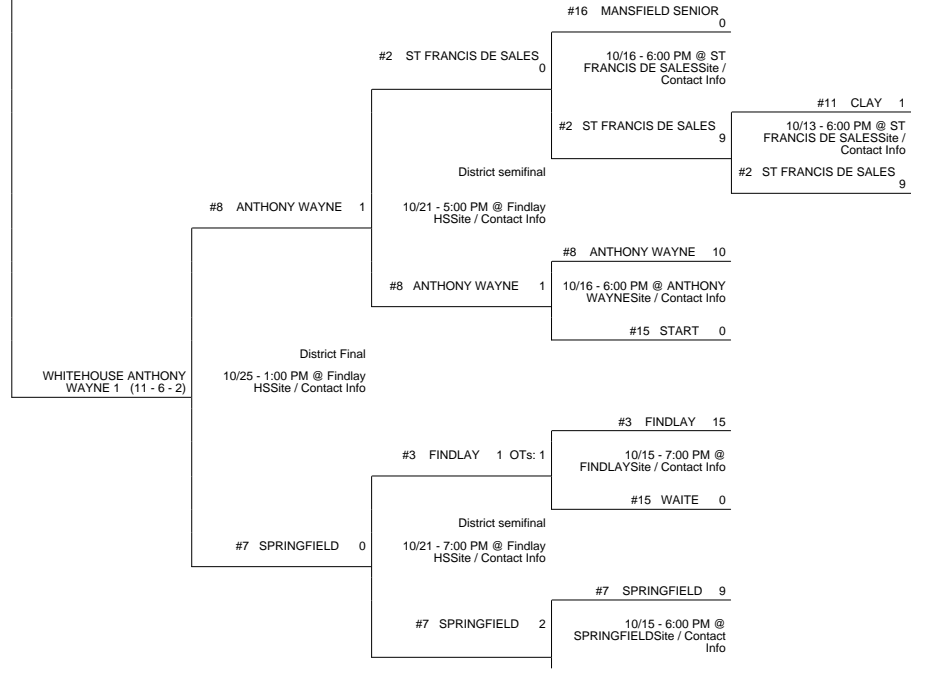 #16 MANSFIELD SENIOR
0
#2 ST FRANCIS DE SALES
0
10/16 - 6:00 PM @ ST
FRANCIS DE SALESSite /
Contact Info
#11 CLAY 1
#2 ST FRANCIS DE SALES
9
10/13 - 6:00 PM @ ST
FRANCIS DE SALESSite /
Contact Info
#2 ST FRANCIS DE SALES
9
District semifinal
#8 ANTHONY WAYNE 1
10/21 - 5:00 PM @ Findlay
HSSite / Contact Info
#8 ANTHONY WAYNE 10
#8 ANTHONY WAYNE 1
10/16 - 6:00 PM @ ANTHONY
WAYNESite / Contact Info
#15 START 0
District Final
WHITEHOUSE ANTHONY
WAYNE 1 (11 - 6 - 2)
10/25 - 1:00 PM @ Findlay
HSSite / Contact Info
#3 FINDLAY 15
#3 FINDLAY 1 OTs: 1
10/15 - 7:00 PM @
FINDLAYSite / Contact Info
#15 WAITE 0
District semifinal
#7 SPRINGFIELD 0
10/21 - 7:00 PM @ Findlay
HSSite / Contact Info
#7 SPRINGFIELD 9
#7 SPRINGFIELD 2
10/15 - 6:00 PM @
SPRINGFIELDSite / Contact
Info